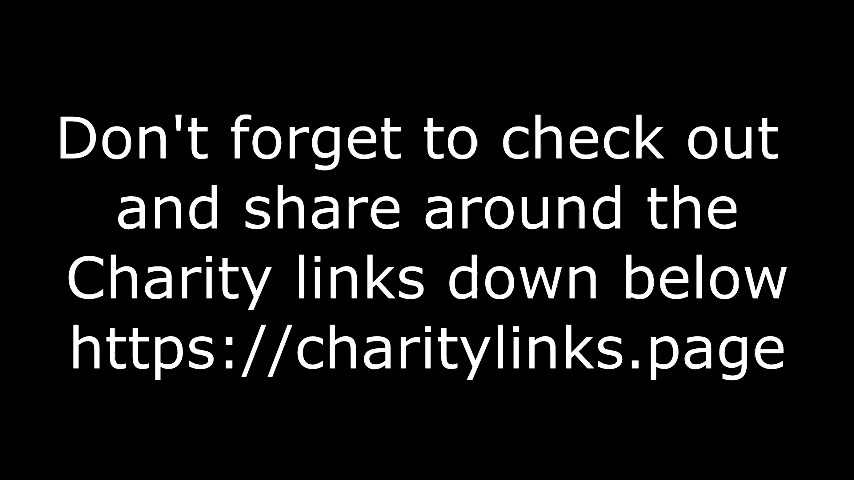 Don't forget to check out
and share around the
Charity links down below
https://charitylinks.page